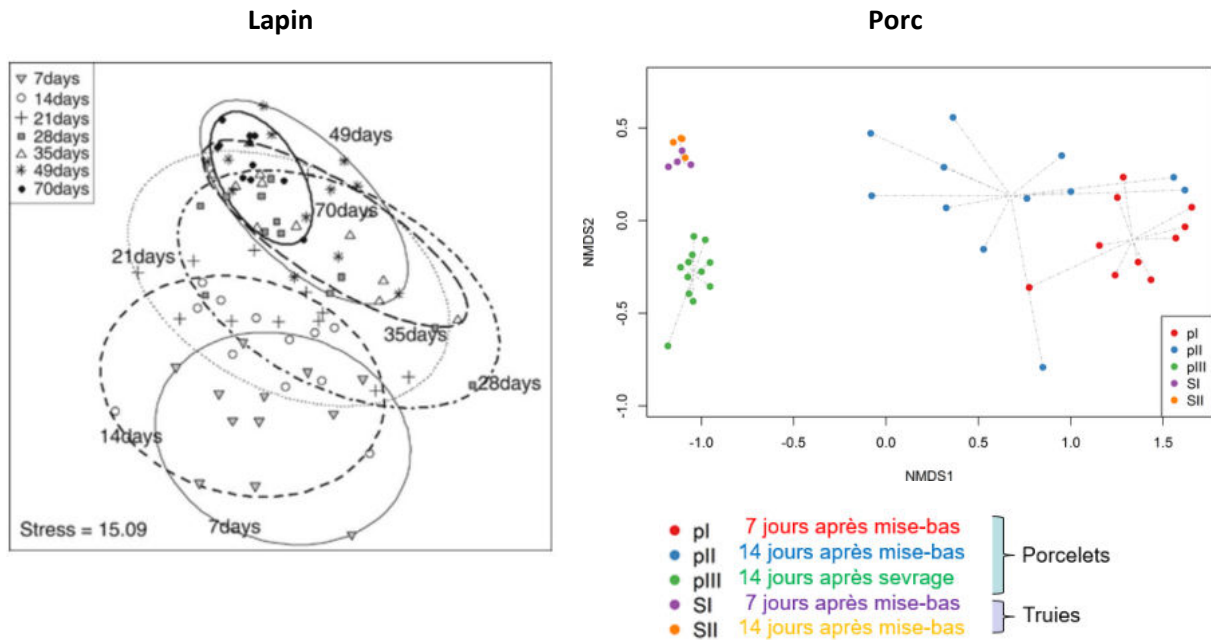 Lapin
Porc
7days
14days
21days
28days
35days
49days
70days
49days
70days
21days
35days
28days
14days
7days
Stress = 15.09
NMDS2
0.5
0.0
-0.5
-1.0
-1.0
-0.5
0.0
0.5
1.0
1.5
NMDS1
pI
pII
pIII
SI
SII
pI 7 jours après mise-bas
pII 14 jours après mise-bas
pIII 14 jours après sevrage
Porcelets
SI 7 jours après mise-bas
SII 14 jours après mise-bas
Truies